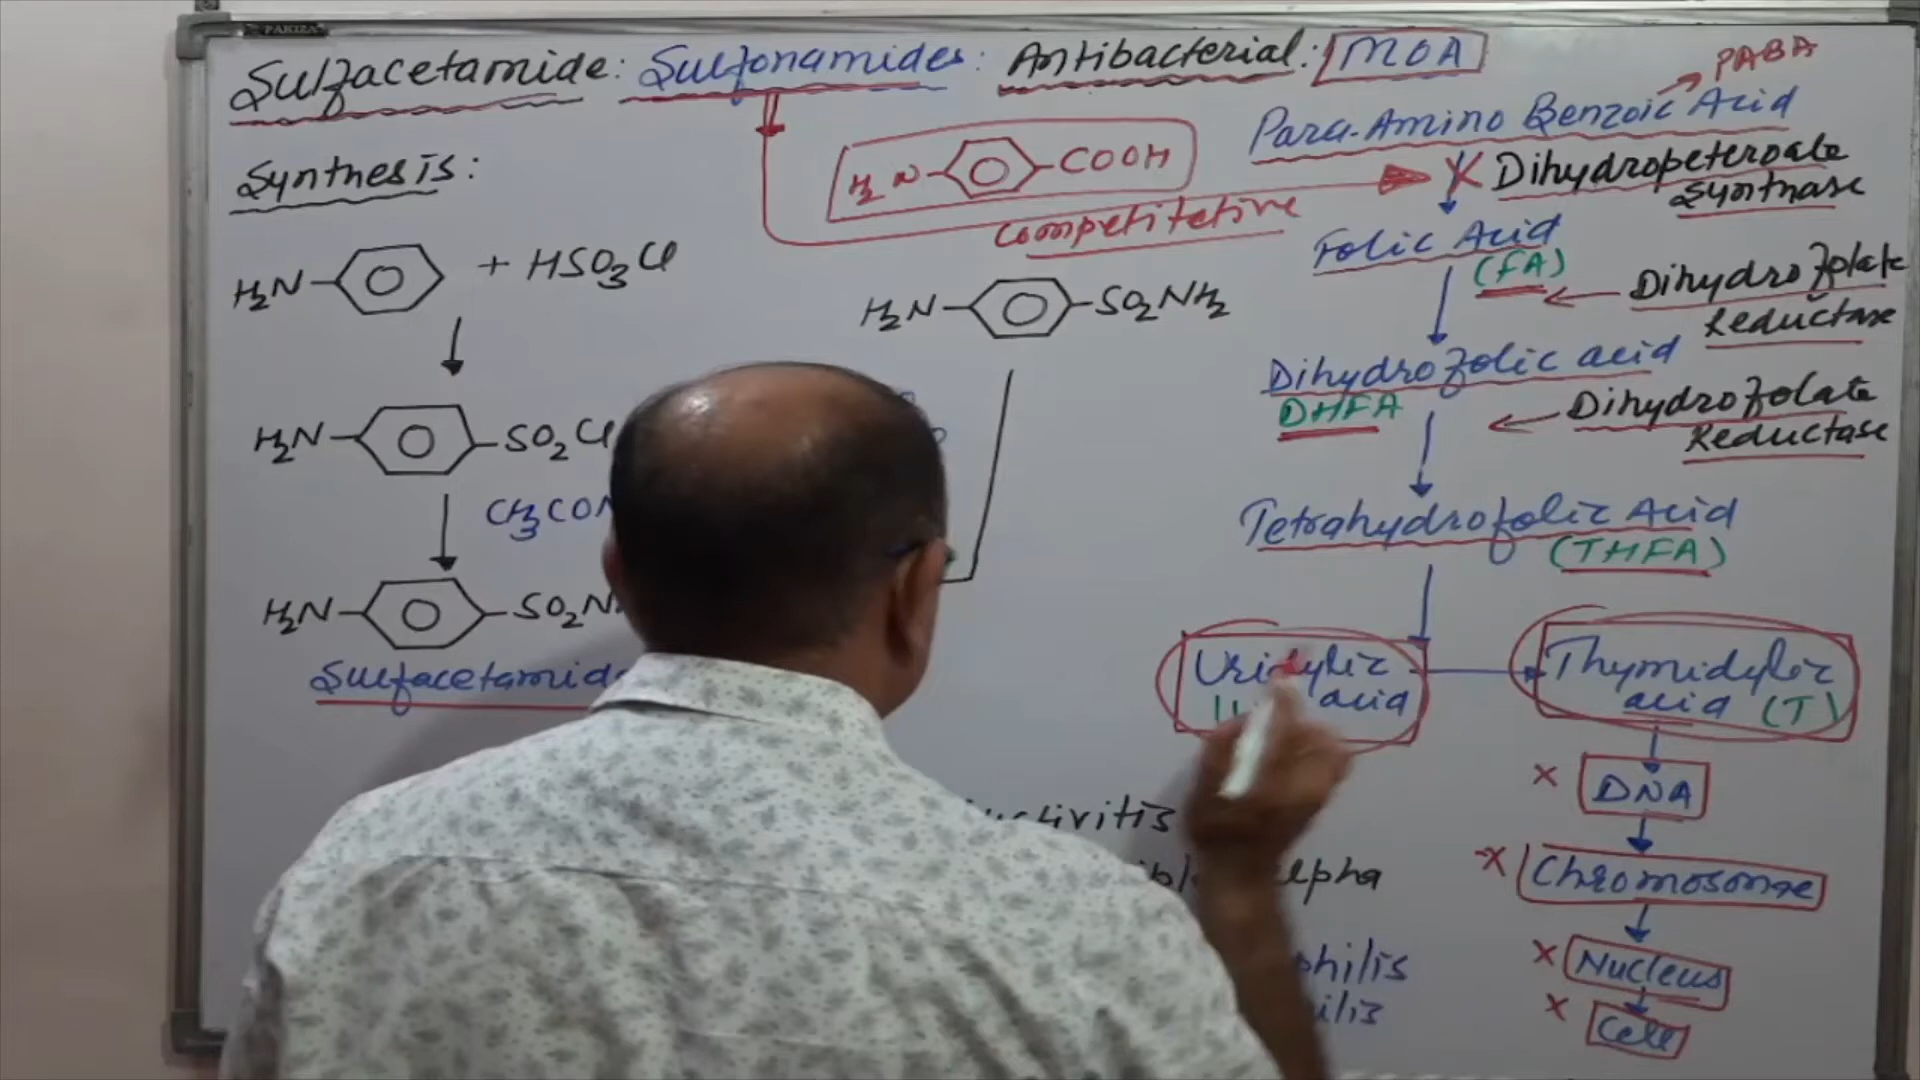 PAKIZA
Sulfacetamide: Sulfonamides: Antibacterial: MOA
Synthesis:
H2N COOH
Competitetive
H2N + HSO3Cl
H2N SO2Cl
H2N
Sulfacetamide
H2N SO2NH2
PABA
Para-Amino Benzoic Acid
X Dihydropeteroate
Synthase
Folic Acid
(FA)
Dihydrofolate
Reductase
Dihydrofolic acid
DHFA
Dihydrofolate
Reductase
Tetrahydrofolic Acid
(THFA)
Uridylic
acid
Thymidylic
acid (T)
X DNA
X Chromosome
X Nucleus
X Cell